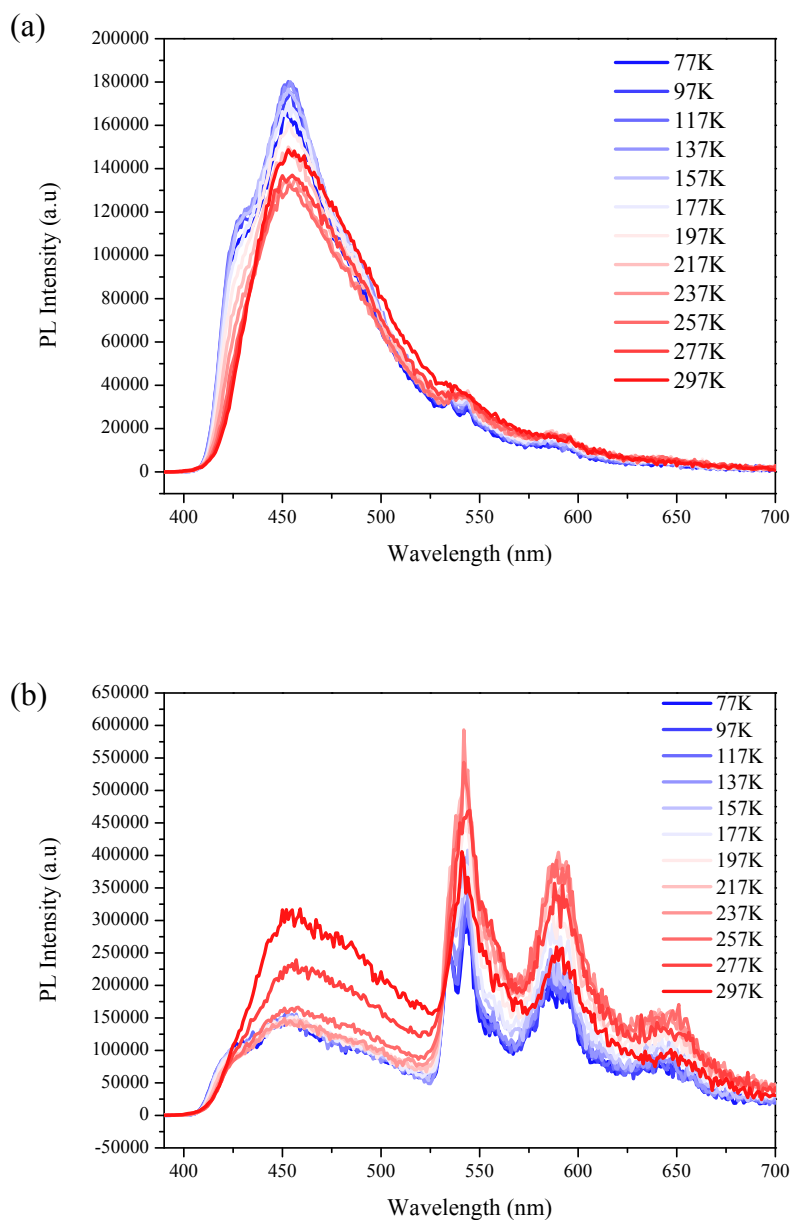 (a)
200000
180000
160000
140000
120000
100000
80000
60000
40000
20000
0
PL Intensity (a.u)
77K
97K
117K
137K
157K
177K
197K
217K
237K
257K
277K
297K
400 450 500 550 600 650 700
Wavelength (nm)
(b)
650000
600000
550000
500000
450000
400000
350000
300000
250000
200000
150000
100000
50000
0
-50000
PL Intensity (a.u)
77K
97K
117K
137K
157K
177K
197K
217K
237K
257K
277K
297K
400 450 500 550 600 650 700
Wavelength (nm)